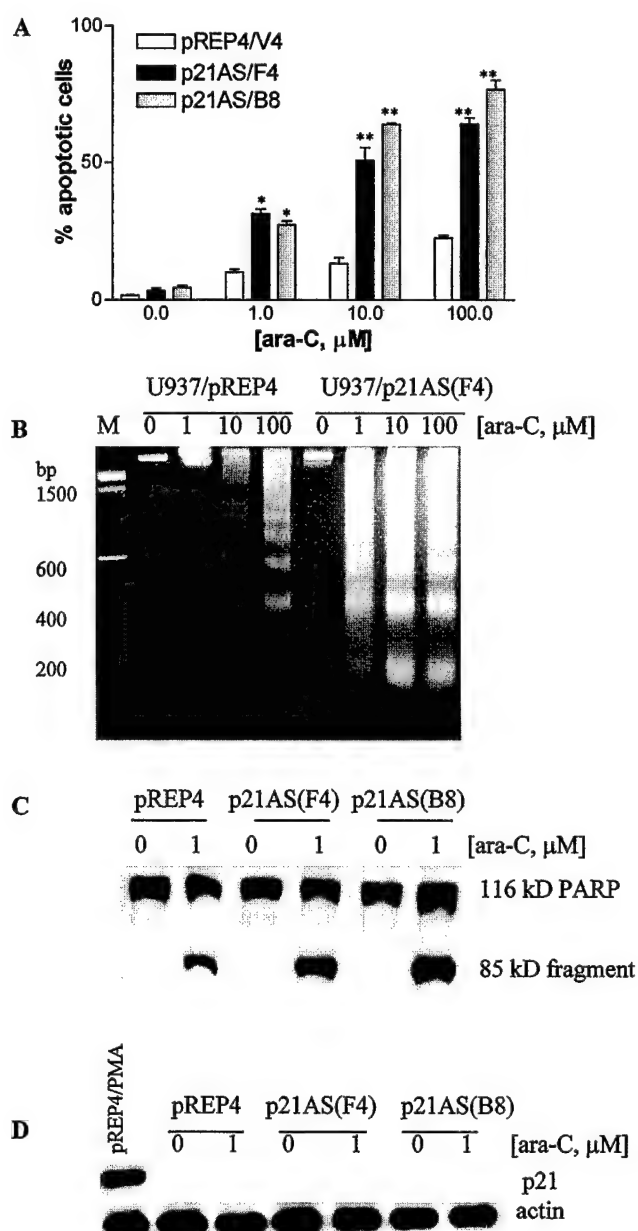 A
100
pREP4/V4
p21AS/F4
p21AS/B8
% apoptotic cells
50
0
* * ** ** ** **
0.0 1.0 10.0 100.0
[ara-C, μM]
U937/pREP4 U937/p21AS(F4)
B M 0 1 10 100 0 1 10 100 [ara-C, μM]
bp
1500
600
400
200
C
pREP4 p21AS(F4) p21AS(B8)
0 1 0 1 0 1 [ara-C, μM]
116 kD PARP
85 kD fragment
D
pREP4/PMA
pREP4 p21AS(F4) p21AS(B8)
0 1 0 1 0 1 [ara-C, μM]
p21
actin